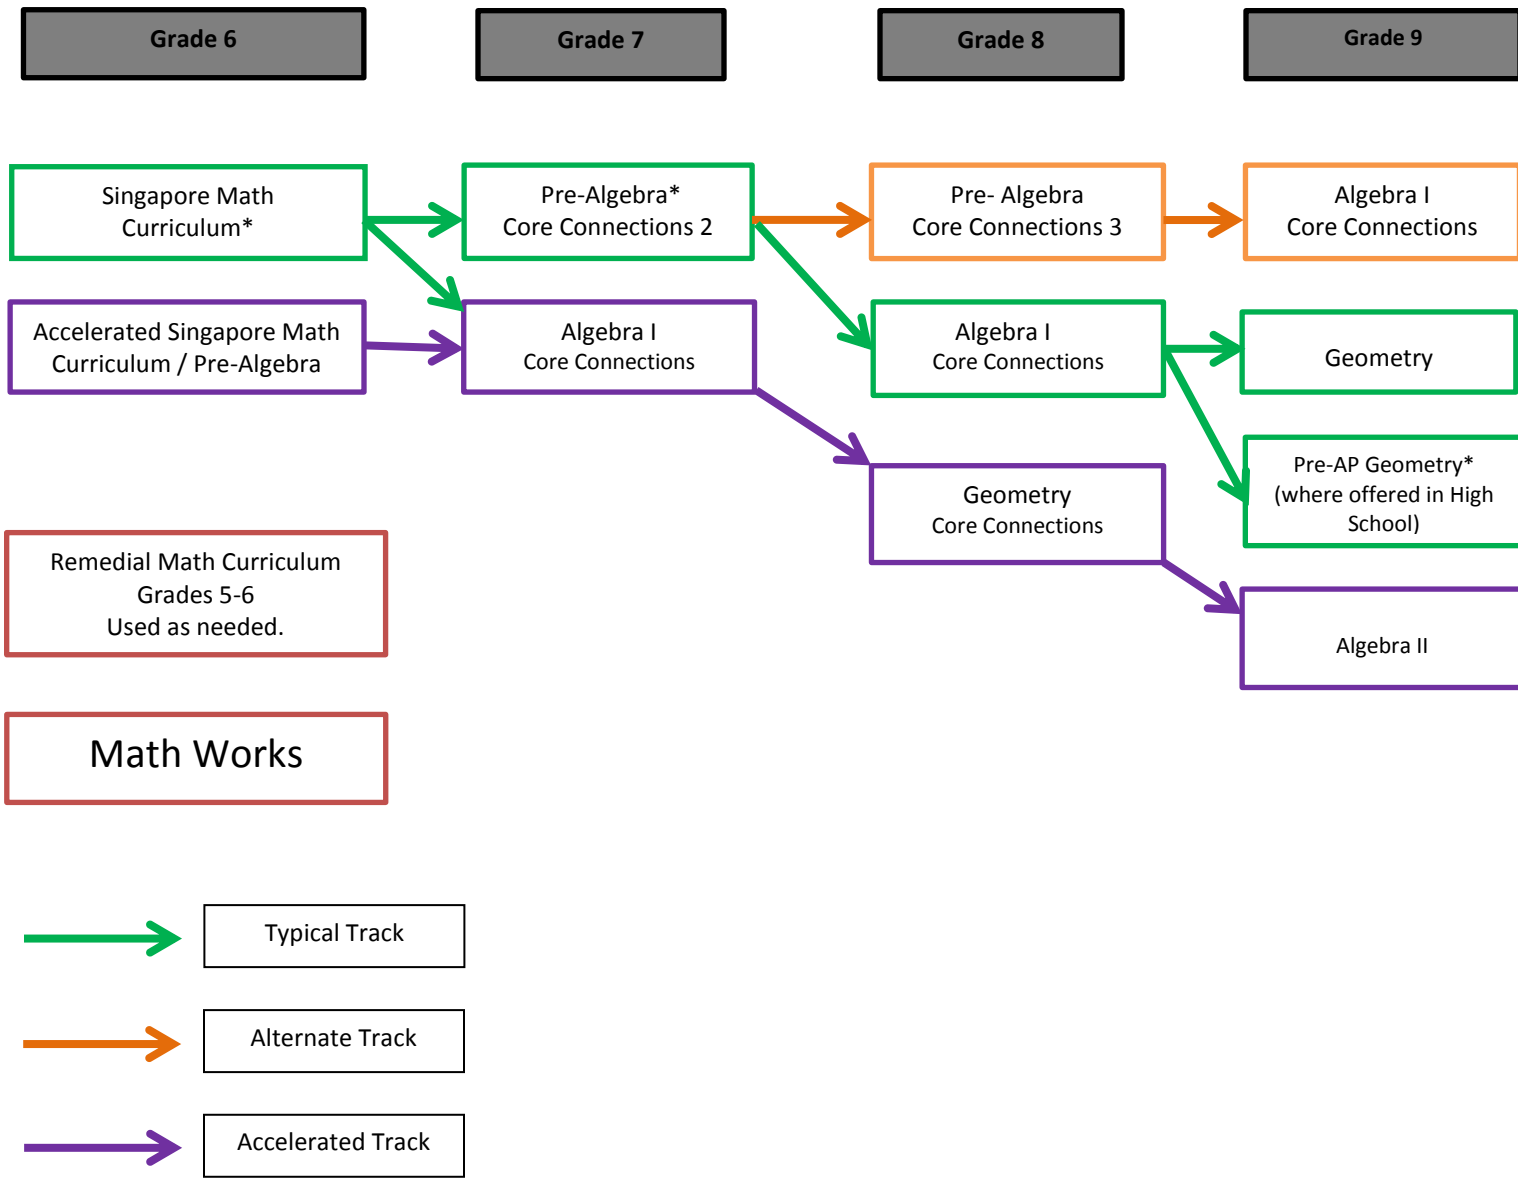 Grade 6
Grade 7
Grade 8
Grade 9
Singapore Math
Curriculum*
Pre-Algebra*
Core Connections 2
Pre- Algebra
Core Connections 3
Algebra I
Core Connections
Accelerated Singapore Math
Curriculum / Pre-Algebra
Algebra I
Core Connections
Algebra I
Core Connections
Geometry
Geometry
Core Connections
Pre-AP Geometry*
(where offered in High
School)
Remedial Math Curriculum
Grades 5-6
Used as needed.
Algebra II
Math Works
Typical Track
Alternate Track
Accelerated Track